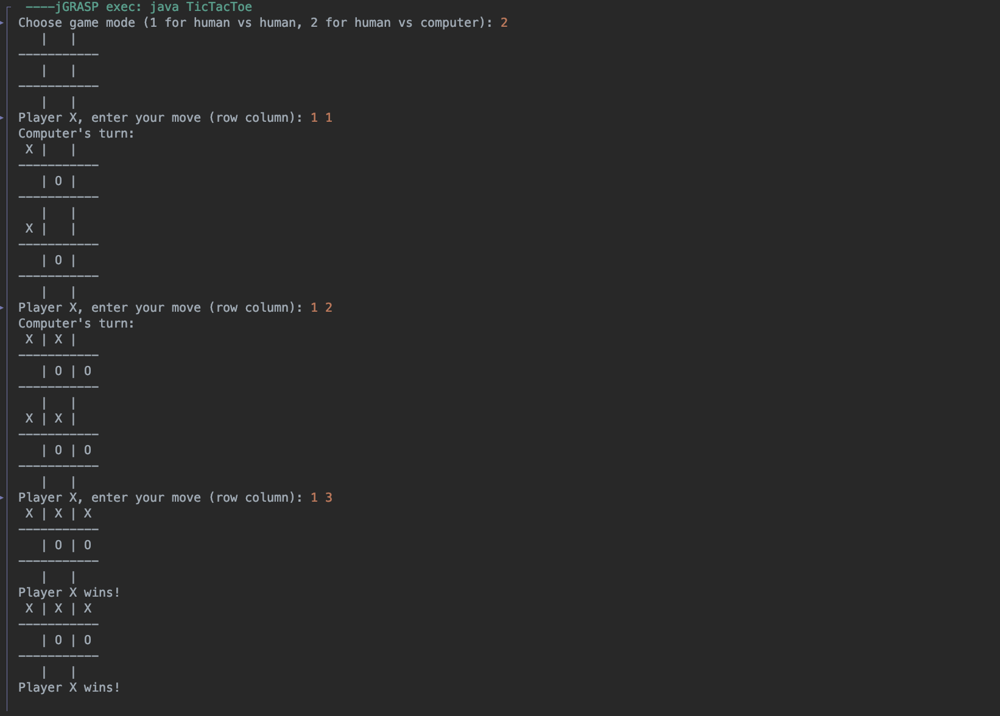 ----jGRASP exec: java TicTacToe
Choose game mode (1 for human vs human, 2 for human vs computer): 2
   |   |
-----------
   |   |
-----------
   |   |
Player X, enter your move (row column): 1 1
Computer's turn:
 X |   |
-----------
   | O |
-----------
   |   |
 X |   |
-----------
   | O |
-----------
   |   |
Player X, enter your move (row column): 1 2
Computer's turn:
 X | X |
-----------
   | O | O
-----------
   |   |
 X | X |
-----------
   | O | O
-----------
   |   |
Player X, enter your move (row column): 1 3
 X | X | X
-----------
   | O | O
-----------
   |   |
Player X wins!
 X | X | X
-----------
   | O | O
-----------
   |   |
Player X wins!